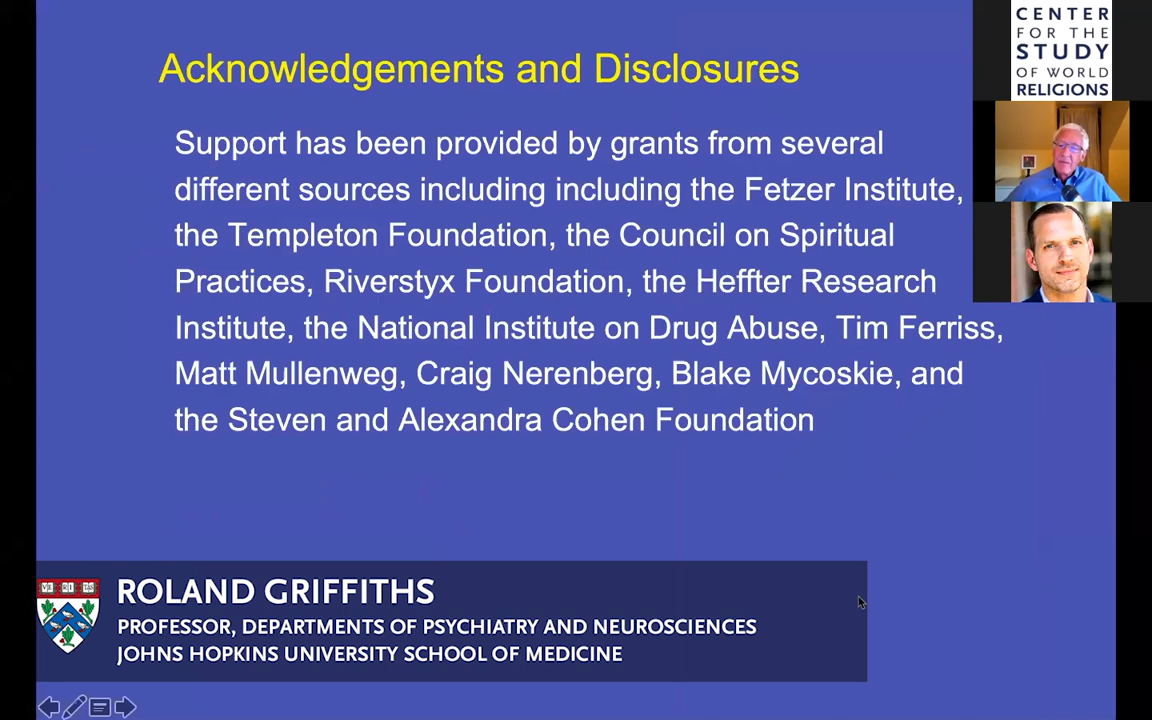 Acknowledgements and Disclosures
Support has been provided by grants from several
different sources including including the Fetzer Institute,
the Templeton Foundation, the Council on Spiritual
Practices, Riverstyx Foundation, the Heffter Research
Institute, the National Institute on Drug Abuse, Tim Ferriss,
Matt Mullenweg, Craig Nerenberg, Blake Mycoskie, and
the Steven and Alexandra Cohen Foundation
CENTER
FOR THE
STUDY
OF WORLD
RELIGIONS
VE RI TAS
ROLAND GRIFFITHS
PROFESSOR, DEPARTMENTS OF PSYCHIATRY AND NEUROSCIENCES
JOHNS HOPKINS UNIVERSITY SCHOOL OF MEDICINE